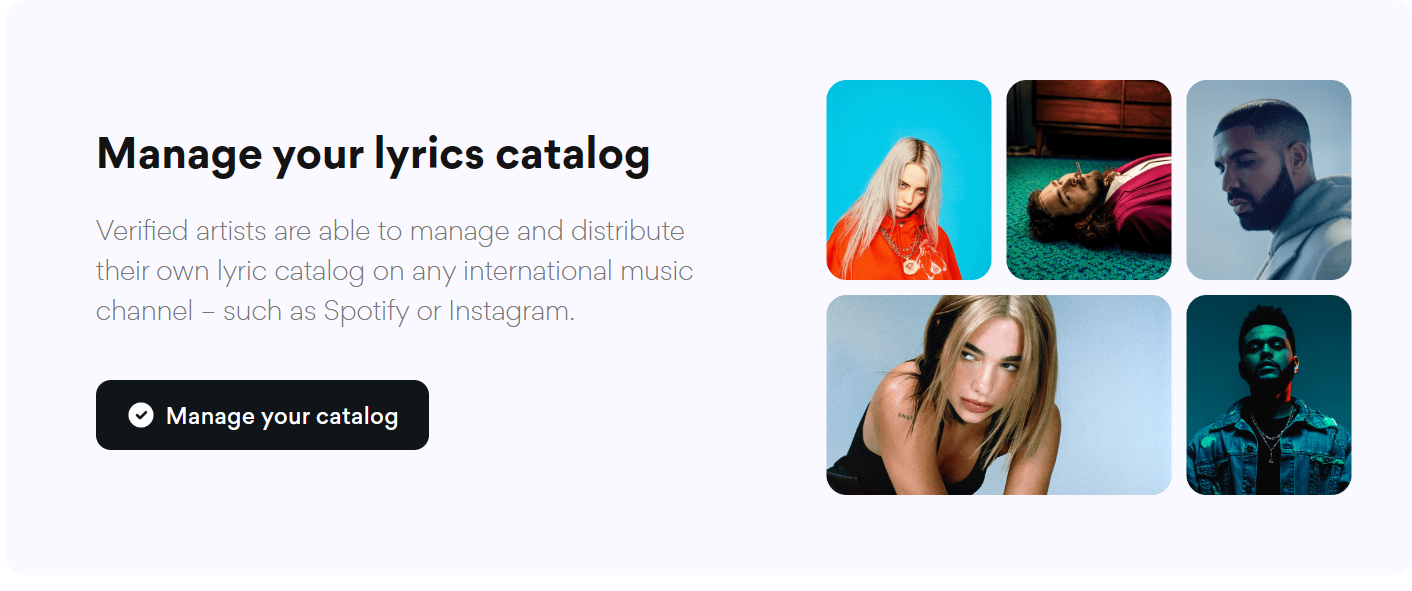 Manage your lyrics catalog
Verified artists are able to manage and distribute
their own lyric catalog on any international music
channel – such as Spotify or Instagram.
Manage your catalog